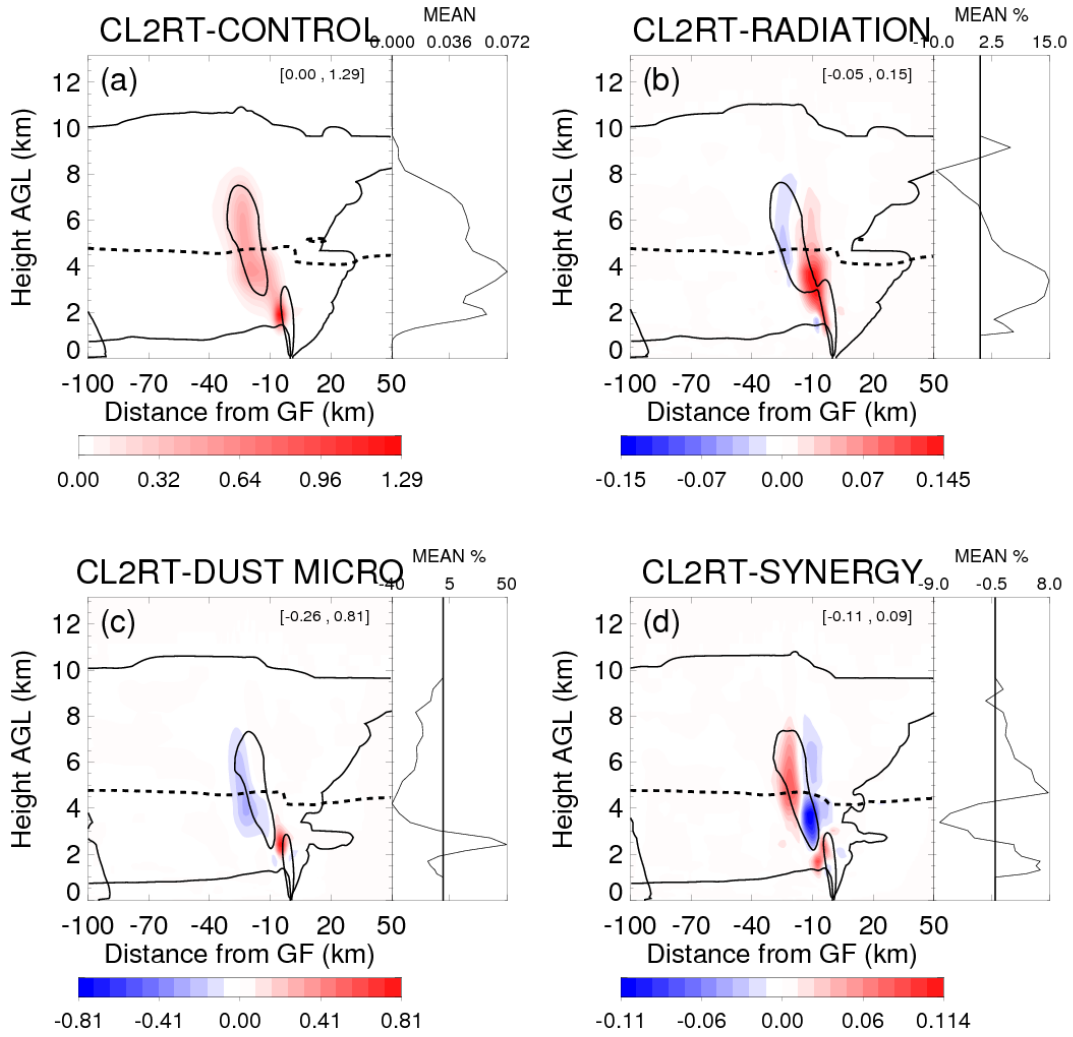 MEAN
CL2RT-CONTROL
0.000 0.036 0.072
(a)
[0.00 , 1.29]
Height AGL (km)
12
10
8
6
4
2
0
-100 -70 -40 -10 20 50
Distance from GF (km)
0.00 0.32 0.64 0.96 1.29
MEAN %
CL2RT-RADIATION
-10.0 2.5 15.0
(b)
[-0.05 , 0.15]
Height AGL (km)
12
10
8
6
4
2
0
-100 -70 -40 -10 20 50
Distance from GF (km)
-0.15 -0.07 0.00 0.07 0.145
MEAN %
CL2RT-DUST MICRO
-40 5 50
(c)
[-0.26 , 0.81]
Height AGL (km)
12
10
8
6
4
2
0
-100 -70 -40 -10 20 50
Distance from GF (km)
-0.81 -0.41 0.00 0.41 0.81
MEAN %
CL2RT-SYNERGY
-9.0 -0.5 8.0
(d)
[-0.11 , 0.09]
Height AGL (km)
12
10
8
6
4
2
0
-100 -70 -40 -10 20 50
Distance from GF (km)
-0.11 -0.06 0.00 0.06 0.114